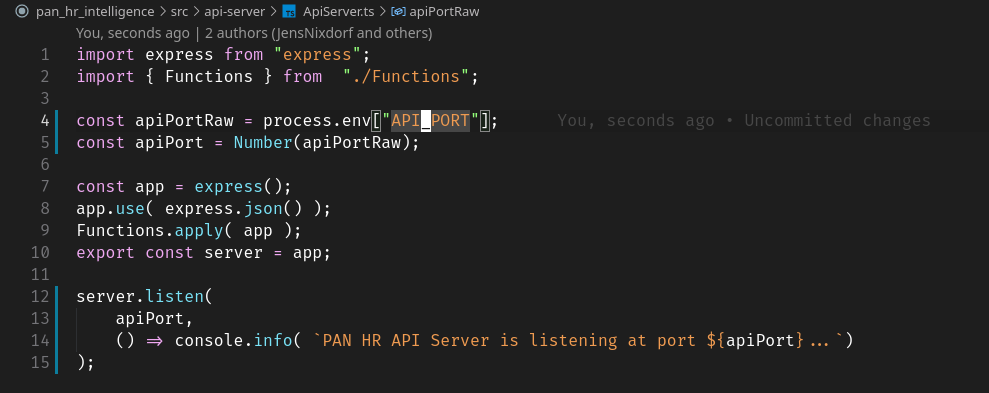 pan_hr_intelligence > src > api-server > TS ApiServer.ts > apiPortRaw
You, seconds ago | 2 authors (JensNixdorf and others)
1 import express from "express";
2 import { Functions } from  "./Functions";
3
4 const apiPortRaw = process.env["API_PORT"]; You, seconds ago • Uncommitted changes
5 const apiPort = Number(apiPortRaw);
6
7 const app = express();
8 app.use( express.json() );
9 Functions.apply( app );
10 export const server = app;
11
12 server.listen(
13     apiPort,
14     () => console.info( `PAN HR API Server is listening at port ${apiPort}...`)
15 );